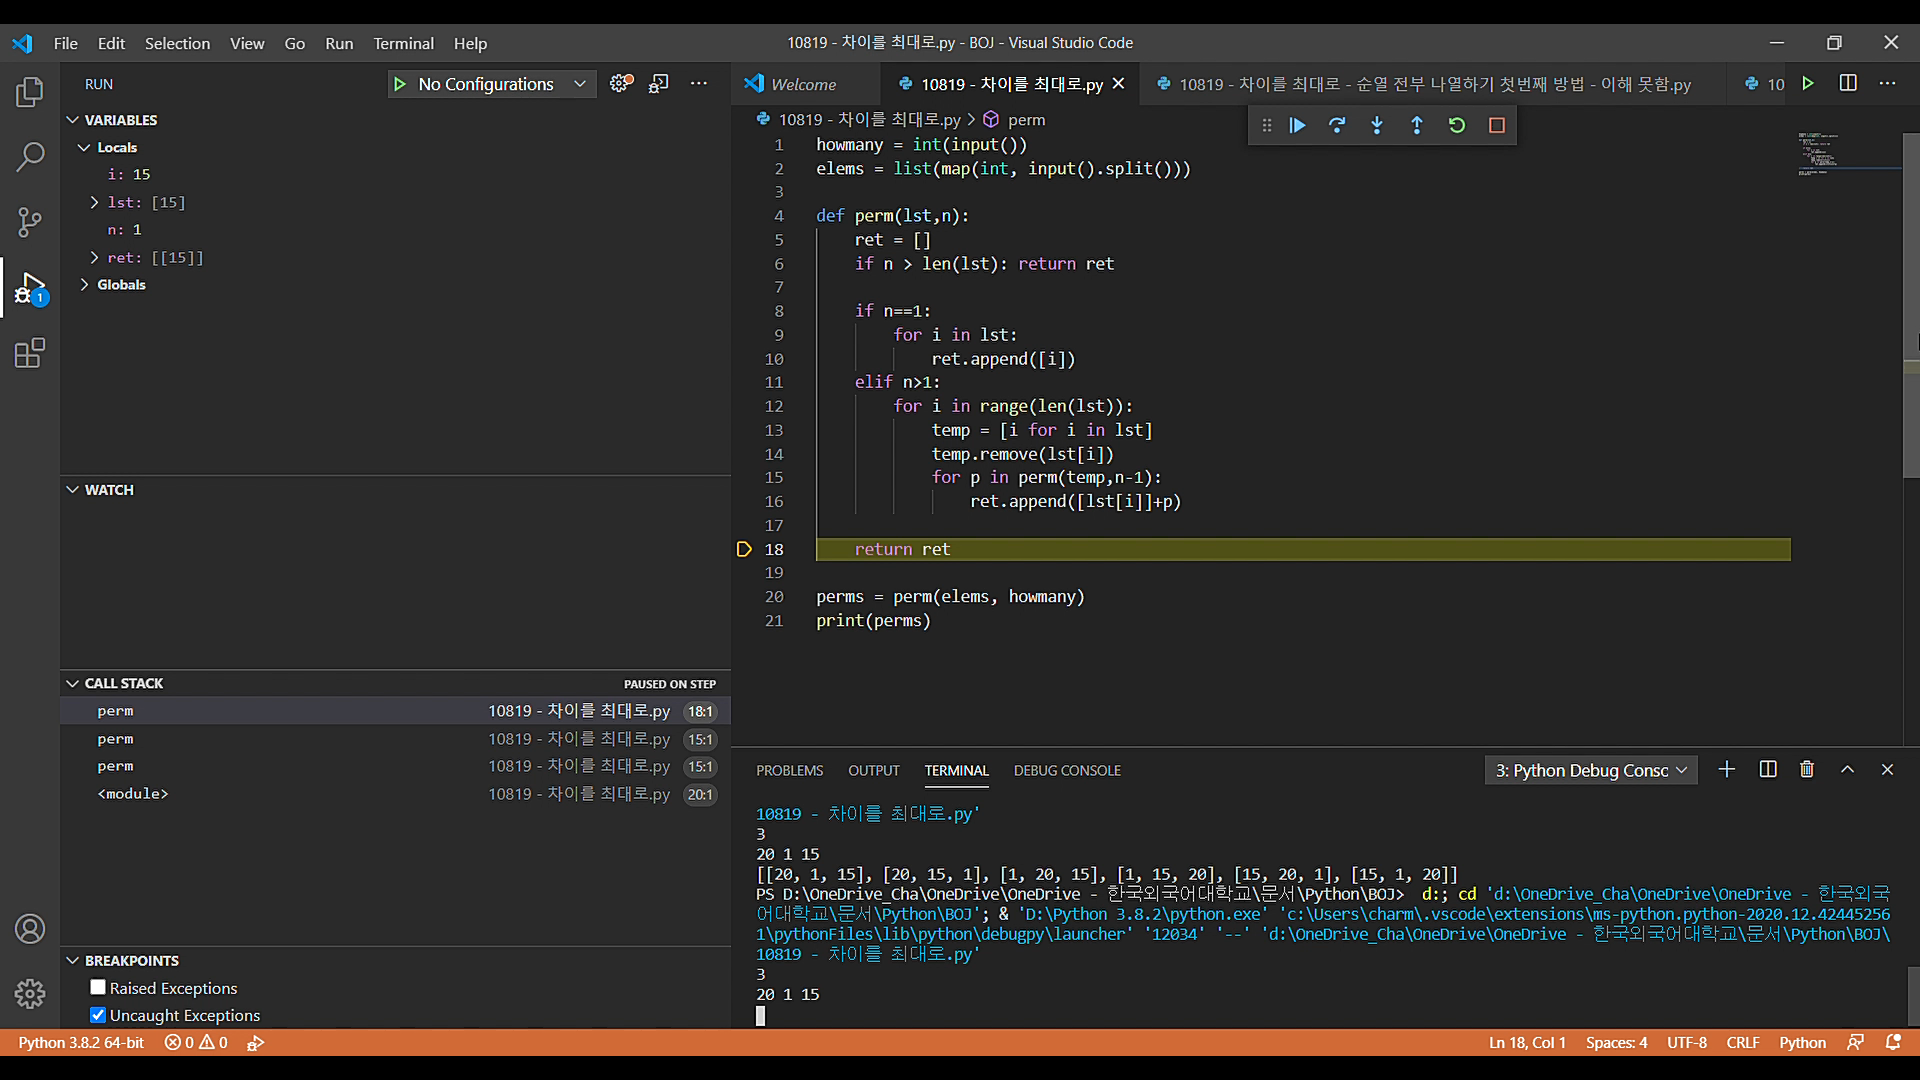 File Edit Selection View Go Run Terminal Help
10819 - 차이를 최대로.py - BOJ - Visual Studio Code
RUN
No Configurations
VARIABLES
Locals
i: 15
lst: [15]
n: 1
ret: [[15]]
Globals
WATCH
CALL STACK
PAUSED ON STEP
perm 10819 - 차이를 최대로.py 18:1
perm 10819 - 차이를 최대로.py 15:1
perm 10819 - 차이를 최대로.py 15:1
<module> 10819 - 차이를 최대로.py 20:1
BREAKPOINTS
Raised Exceptions
Uncaught Exceptions
1
Welcome
10819 - 차이를 최대로.py
10819 - 차이를 최대로 - 순열 전부 나열하기 첫번째 방법 - 이해 못함.py
10
10819 - 차이를 최대로.py > perm
1 howmany = int(input())
2 elems = list(map(int, input().split()))
3
4 def perm(lst,n):
5     ret = []
6     if n > len(lst): return ret
7
8     if n==1:
9         for i in lst:
10             ret.append([i])
11     elif n>1:
12         for i in range(len(lst)):
13             temp = [i for i in lst]
14             temp.remove(lst[i])
15             for p in perm(temp,n-1):
16                 ret.append([lst[i]]+p)
17
18     return ret
19
20 perms = perm(elems, howmany)
21 print(perms)
PROBLEMS OUTPUT TERMINAL DEBUG CONSOLE
3: Python Debug Consc
10819 - 차이를 최대로.py'
3
20 1 15
[[20, 1, 15], [20, 15, 1], [1, 20, 15], [1, 15, 20], [15, 20, 1], [15, 1, 20]]
PS D:\OneDrive_Cha\OneDrive\OneDrive - 한국외국어대학교\문서\Python\BOJ>  d:; cd 'd:\OneDrive_Cha\OneDrive\OneDrive - 한국외국
어대학교\문서\Python\BOJ'; & 'D:\Python 3.8.2\python.exe' 'c:\Users\charm\.vscode\extensions\ms-python.python-2020.12.42445256
1\pythonFiles\lib\python\debugpy\launcher' '12034' '--' 'd:\OneDrive_Cha\OneDrive\OneDrive - 한국외국어대학교\문서\Python\BOJ\
10819 - 차이를 최대로.py'
3
20 1 15
Python 3.8.2 64-bit 0 0
Ln 18, Col 1 Spaces: 4 UTF-8 CRLF Python